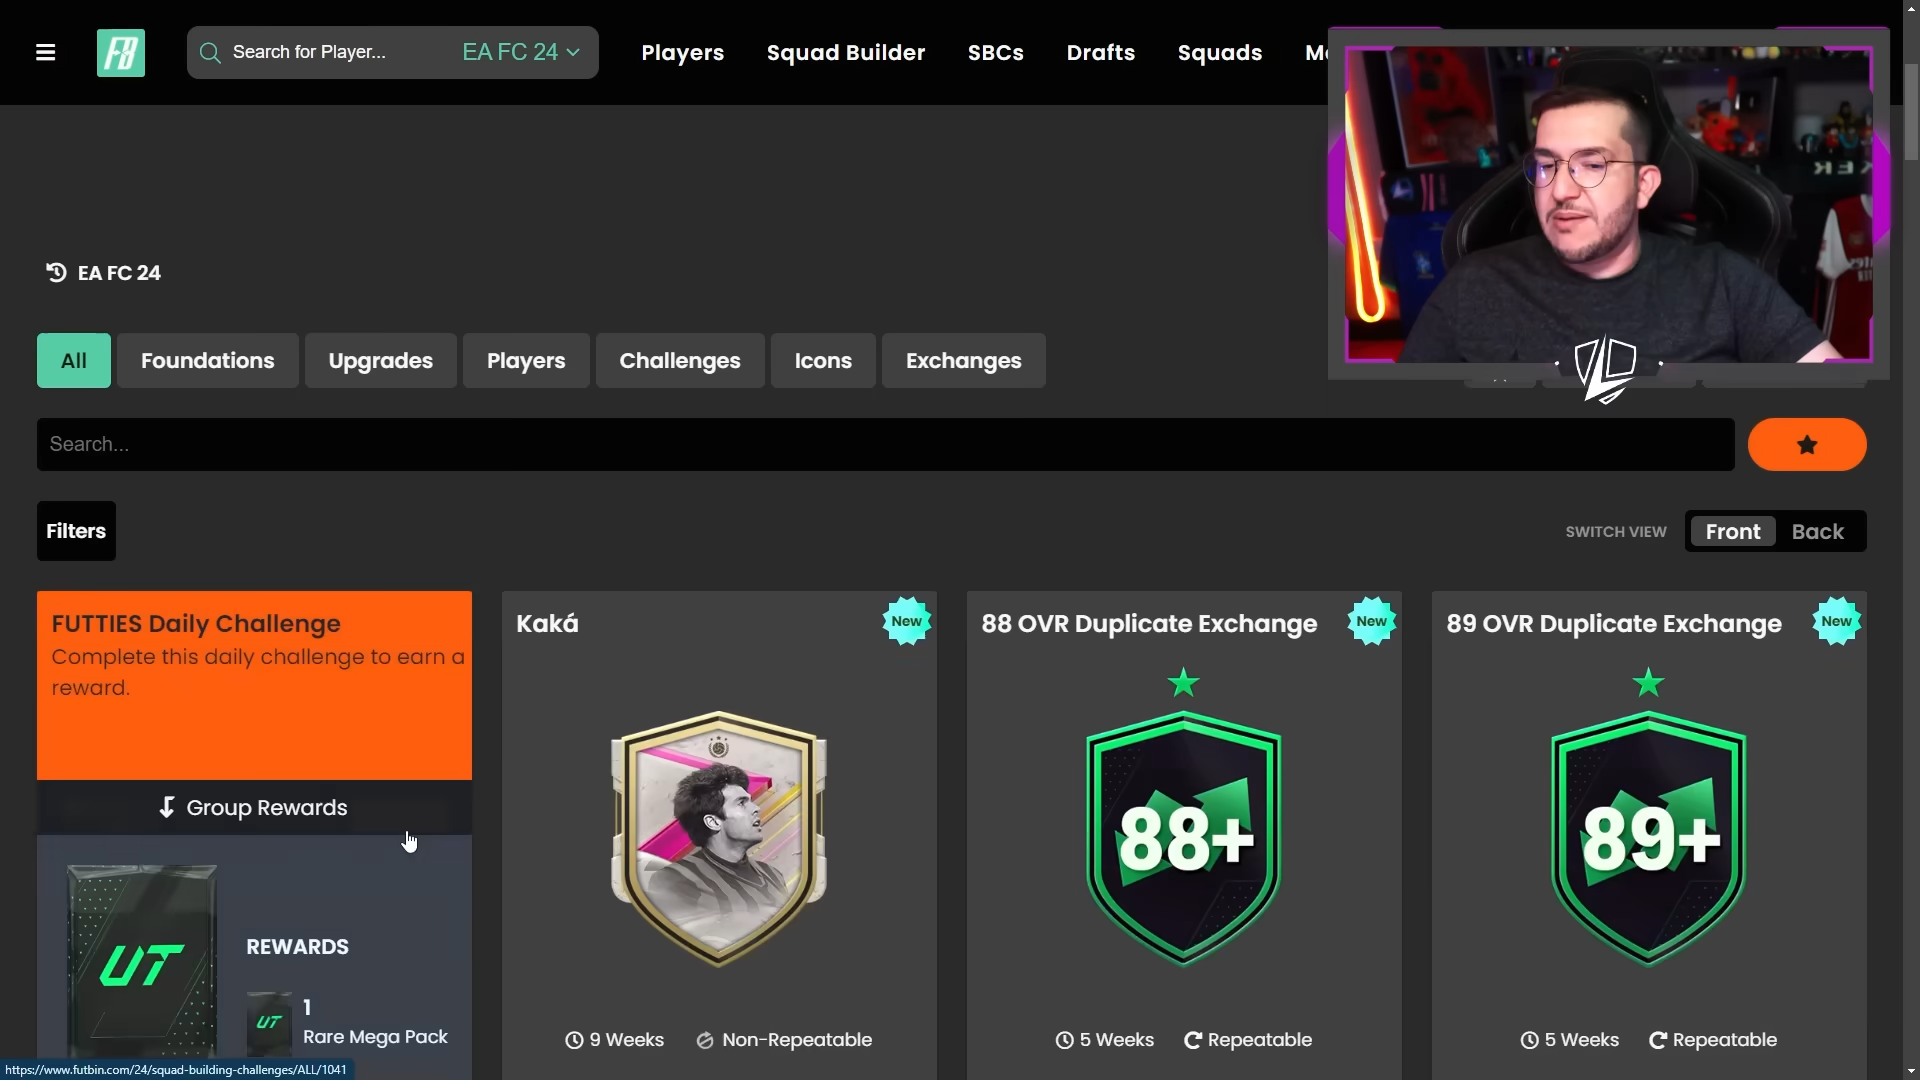 FB
Search for Player...
EA FC 24
Players
Squad Builder
SBCs
Drafts
Squads
EA FC 24
All
Foundations
Upgrades
Players
Challenges
Icons
Exchanges
Search...
Filters
SWITCH VIEW
Front
Back
FUTTIES Daily Challenge
Complete this daily challenge to earn a
reward.
Group Rewards
UT
REWARDS
UT
1
Rare Mega Pack
Kaká
New
9 Weeks
Non-Repeatable
88 OVR Duplicate Exchange
New
88+
5 Weeks
Repeatable
89 OVR Duplicate Exchange
New
89+
5 Weeks
Repeatable
https://www.futbin.com/24/squad-building-challenges/ALL/1041